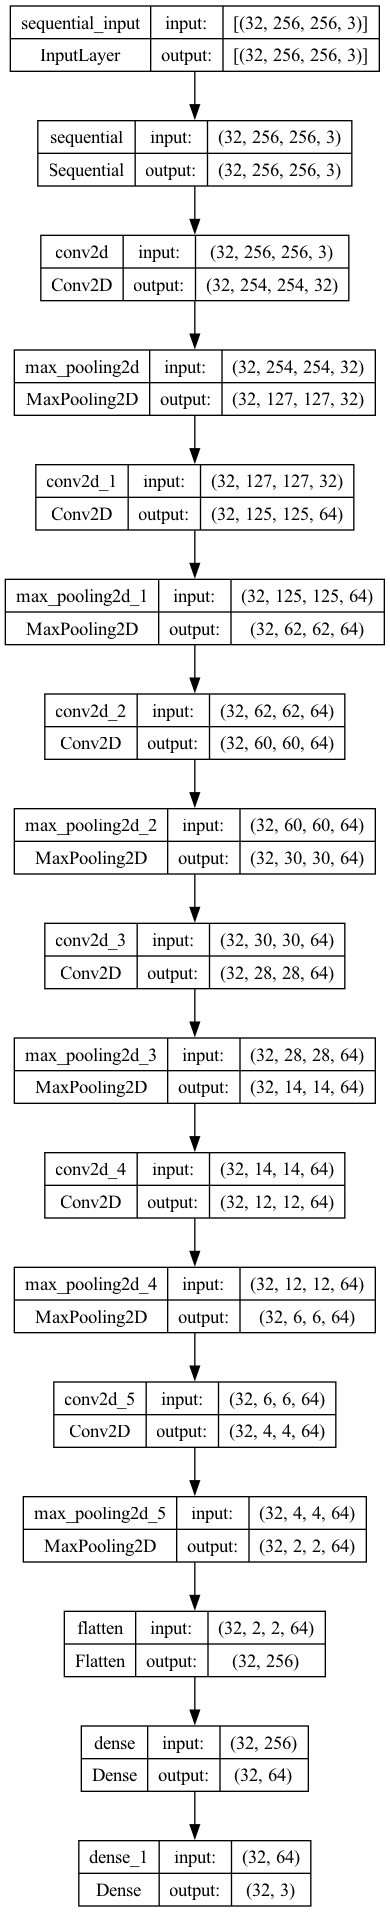 sequential_input input: [(32, 256, 256, 3)]
InputLayer output: [(32, 256, 256, 3)]
sequential input: (32, 256, 256, 3)
Sequential output: (32, 256, 256, 3)
conv2d input: (32, 256, 256, 3)
Conv2D output: (32, 254, 254, 32)
max_pooling2d input: (32, 254, 254, 32)
MaxPooling2D output: (32, 127, 127, 32)
conv2d_1 input: (32, 127, 127, 32)
Conv2D output: (32, 125, 125, 64)
max_pooling2d_1 input: (32, 125, 125, 64)
MaxPooling2D output: (32, 62, 62, 64)
conv2d_2 input: (32, 62, 62, 64)
Conv2D output: (32, 60, 60, 64)
max_pooling2d_2 input: (32, 60, 60, 64)
MaxPooling2D output: (32, 30, 30, 64)
conv2d_3 input: (32, 30, 30, 64)
Conv2D output: (32, 28, 28, 64)
max_pooling2d_3 input: (32, 28, 28, 64)
MaxPooling2D output: (32, 14, 14, 64)
conv2d_4 input: (32, 14, 14, 64)
Conv2D output: (32, 12, 12, 64)
max_pooling2d_4 input: (32, 12, 12, 64)
MaxPooling2D output: (32, 6, 6, 64)
conv2d_5 input: (32, 6, 6, 64)
Conv2D output: (32, 4, 4, 64)
max_pooling2d_5 input: (32, 4, 4, 64)
MaxPooling2D output: (32, 2, 2, 64)
flatten input: (32, 2, 2, 64)
Flatten output: (32, 256)
dense input: (32, 256)
Dense output: (32, 64)
dense_1 input: (32, 64)
Dense output: (32, 3)